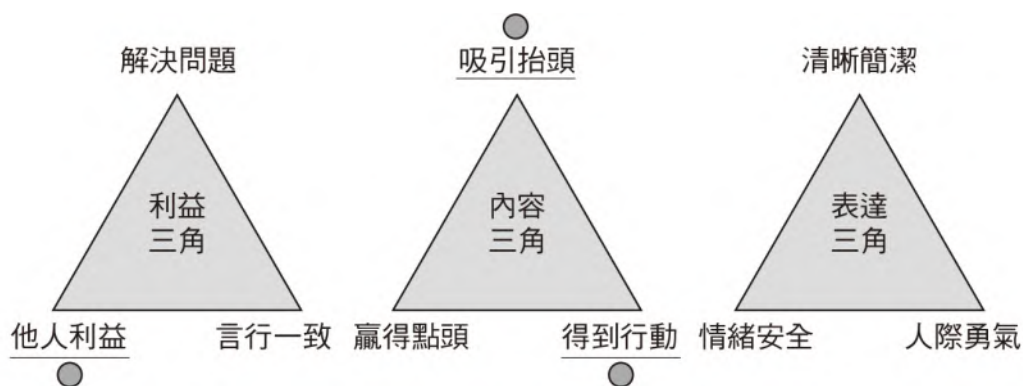 解決問題
吸引抬頭
清晰簡潔
利益
三角
內容
三角
表達
三角
他人利益
言行一致
贏得點頭
得到行動
情緒安全
人際勇氣